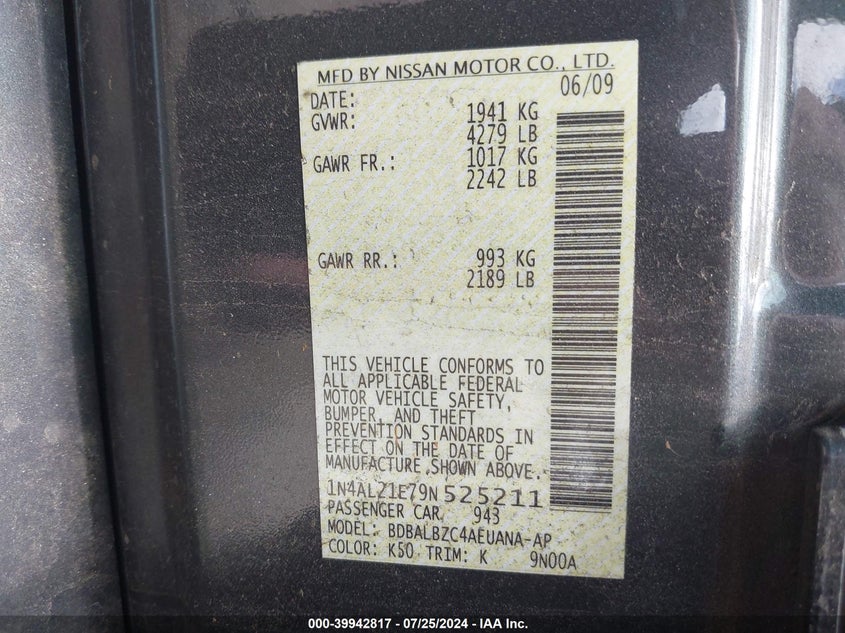 MFD BY NISSAN MOTOR CO., LTD.
DATE: 06/09
GVWR: 1941 KG
4279 LB
GAWR FR.: 1017 KG
2242 LB
GAWR RR.: 993 KG
2189 LB
THIS VEHICLE CONFORMS TO
ALL APPLICABLE FEDERAL
MOTOR VEHICLE SAFETY,
BUMPER, AND THEFT
PREVENTION STANDARDS IN
EFFECT ON THE DATE OF
MANUFACTURE SHOWN ABOVE.
1N4AL21E79N525211
PASSENGER CAR 943
MODEL: BDBALBZC4AEUANA-AP
COLOR: K50 TRIM: K 9N00A
000-39942817 - 07/25/2024 - IAA Inc.